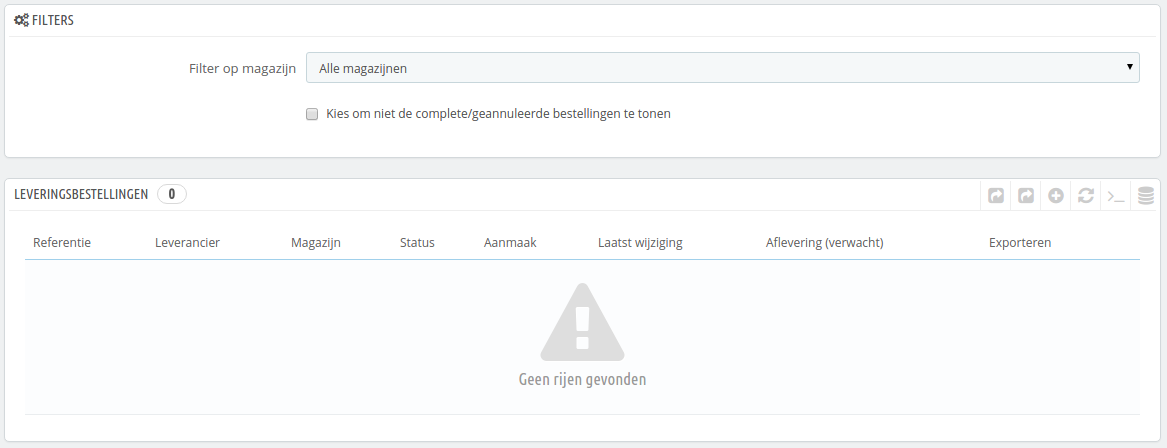 FILTERS
Filter op magazijn Alle magazijnen
Kies om niet de complete/geannuleerde bestellingen te tonen
LEVERINGSBESTELLINGEN 0
Referentie Leverancier Magazijn Status Aanmaak Laatst wijziging Aflevering (verwacht) Exporteren
Geen rijen gevonden